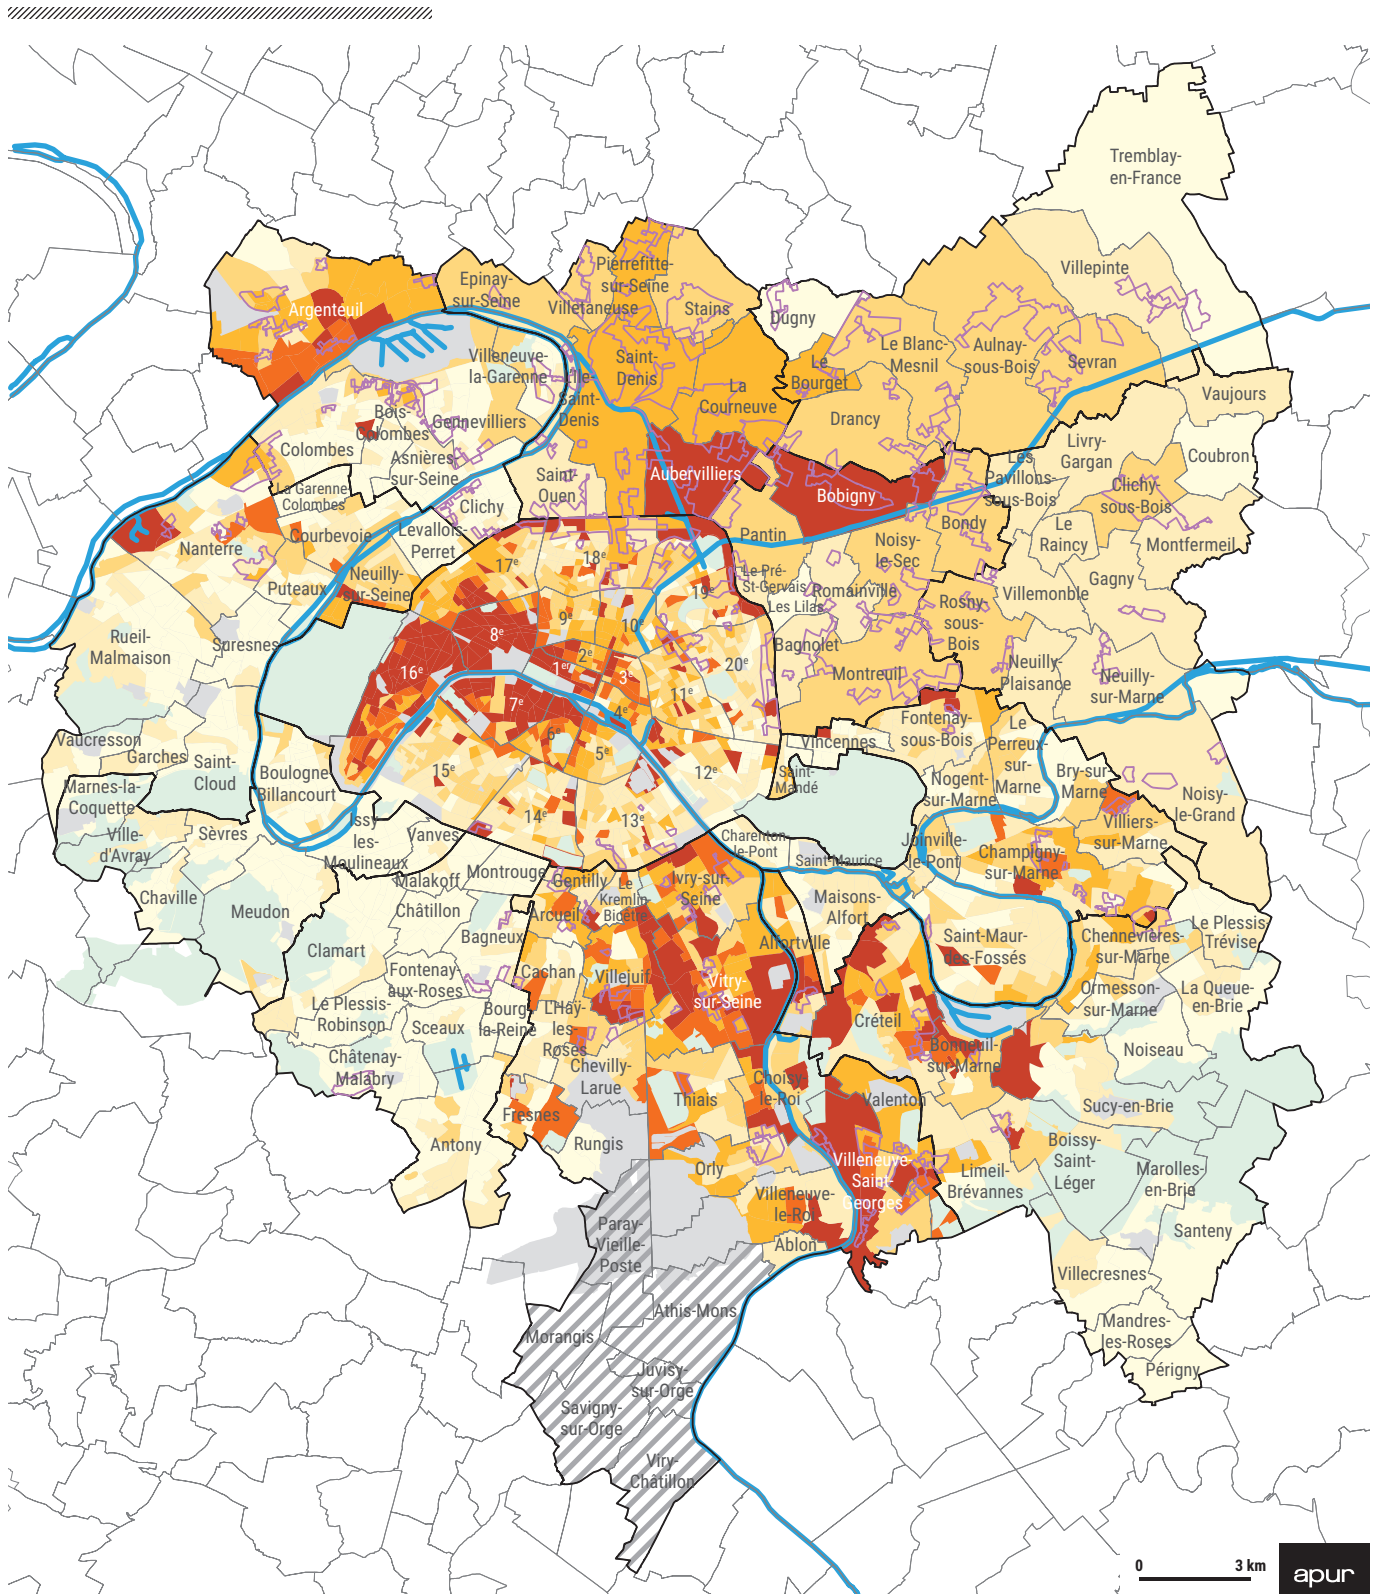 Tremblay-
en-France
Villepinte
Epinay-
sur-Seine
Pierrefitte-
sur-Seine
Villetaneuse
Stains
Dugny
Argenteuil
Le
Bourget
Le Blanc-
Mesnil
Aulnay-
sous-Bois
Sevran
Villeneuve-
la-Garenne
L'Ile-
Saint-
Denis
Saint-
Denis
La
Courneuve
Drancy
Vaujours
Bois-
Colombes
Gennevilliers
Colombes
Asnières-
sur-Seine
Saint-
Ouen
Aubervilliers
Bobigny
Les
Pavillons-
sous-Bois
Livry-
Gargan
Clichy-
sous-Bois
Coubron
La Garenne-
Colombes
Clichy
Levallois-
Perret
Courbevoie
Nanterre
Pantin
Noisy-
le-Sec
Bondy
Le
Raincy
Montfermeil
Puteaux
Neuilly-
sur-Seine
17e
18e
19e
Le Pré-
St-Gervais
Les Lilas
Romainville
Rosny-
sous-
Bois
Villemonble
Gagny
Rueil-
Malmaison
Suresnes
8e
9e
10e
2e
1er
3e
16e
7e
4e
11e
20e
Bagnolet
Montreuil
Neuilly-
Plaisance
Neuilly-
sur-Marne
Vaucresson
Garches
Saint-
Cloud
Marnes-la-
Coquette
Boulogne
Billancourt
15e
6e
5e
12e
14e
13e
Vincennes
Saint-
Mandé
Fontenay-
sous-Bois
Le
Perreux-
sur-
Marne
Nogent-
sur-Marne
Bry-sur-
Marne
Noisy-
le-Grand
Ville-
d'Avray
Sèvres
Issy-
les-
Moulineaux
Vanves
Malakoff
Montrouge
Gentilly
Le
Kremlin-
Bicêtre
Ivry-sur-
Seine
Charenton-
le-Pont
Saint-Maurice
Joinville-
le-Pont
Champigny-
sur-Marne
Villiers-
sur-Marne
Chaville
Meudon
Clamart
Châtillon
Bagneux
Arcueil
Cachan
Villejuif
Vitry-
sur-Seine
Alfortville
Maisons-
Alfort
Saint-Maur-
des-Fossés
Chennevières-
sur-Marne
Le Plessis-
Trévise
Fontenay-
aux-Roses
Le Plessis-
Robinson
Sceaux
Bourg-
la-Reine
L'Haÿ-
les-
Roses
Châtenay-
Malabry
Chevilly-
Larue
Thiais
Choisy-
le-Roi
Créteil
Bonneuil-
sur-Marne
Ormesson-
sur-Marne
La Queue-
en-Brie
Noiseau
Sucy-en-Brie
Valenton
Antony
Fresnes
Rungis
Orly
Villeneuve-
Saint-
Georges
Limeil-
Brévannes
Boissy-
Saint-
Léger
Marolles-
en-Brie
Santeny
Villeneuve-
le-Roi
Ablon
Paray-
Vieille-
Poste
Athis-Mons
Villecresnes
Morangis
Juvisy-
sur-Orge
Savigny-
sur-Orge
Viry-
Châtillon
Mandres-
les-Roses
Périgny
0 3 km
apur